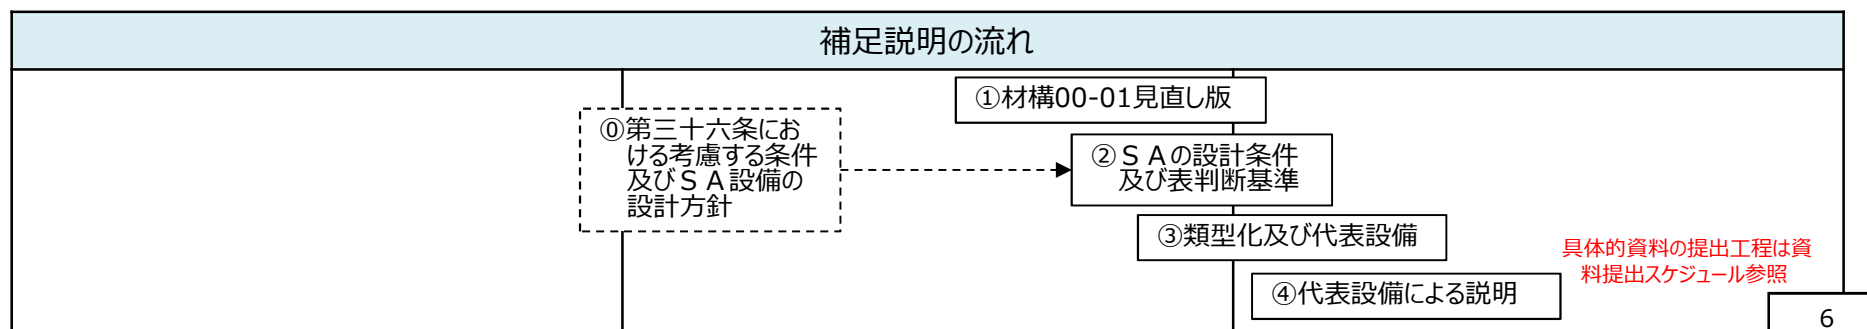 補足説明の流れ
①材構00-01見直し版
⓪第三十六条にお
ける考慮する条件
及びＳＡ設備の
設計方針
②ＳＡの設計条件
及び表判断基準
③類型化及び代表設備
具体的資料の提出工程は資
料提出スケジュール参照
④代表設備による説明
6